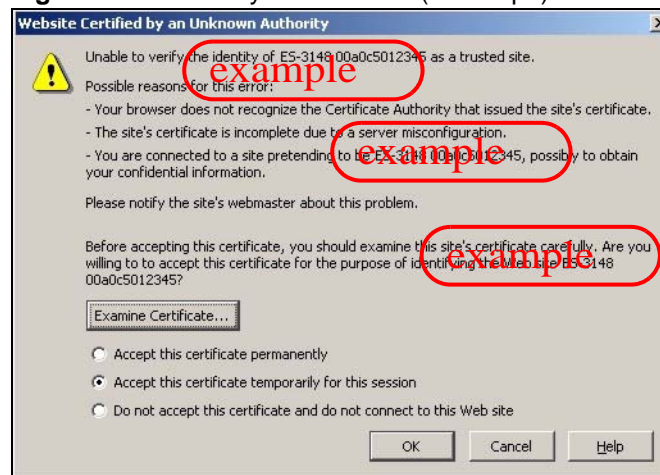 Website Certified by an Unknown Authority
Unable to verify the identity of ES-3148 00a0c5012345 as a trusted site.
example
Possible reasons for this error:
- Your browser does not recognize the Certificate Authority that issued the site's certificate.
- The site's certificate is incomplete due to a server misconfiguration.
- You are connected to a site pretending to be ES-3148 00a0c5012345, possibly to obtain
example
your confidential information.
Please notify the site's webmaster about this problem.
Before accepting this certificate, you should examine this site's certificate carefully. Are you
willing to to accept this certificate for the purpose of identifying the Web site ES-3148
example
00a0c5012345?
Examine Certificate...
Accept this certificate permanently
Accept this certificate temporarily for this session
Do not accept this certificate and do not connect to this Web site
OK Cancel Help